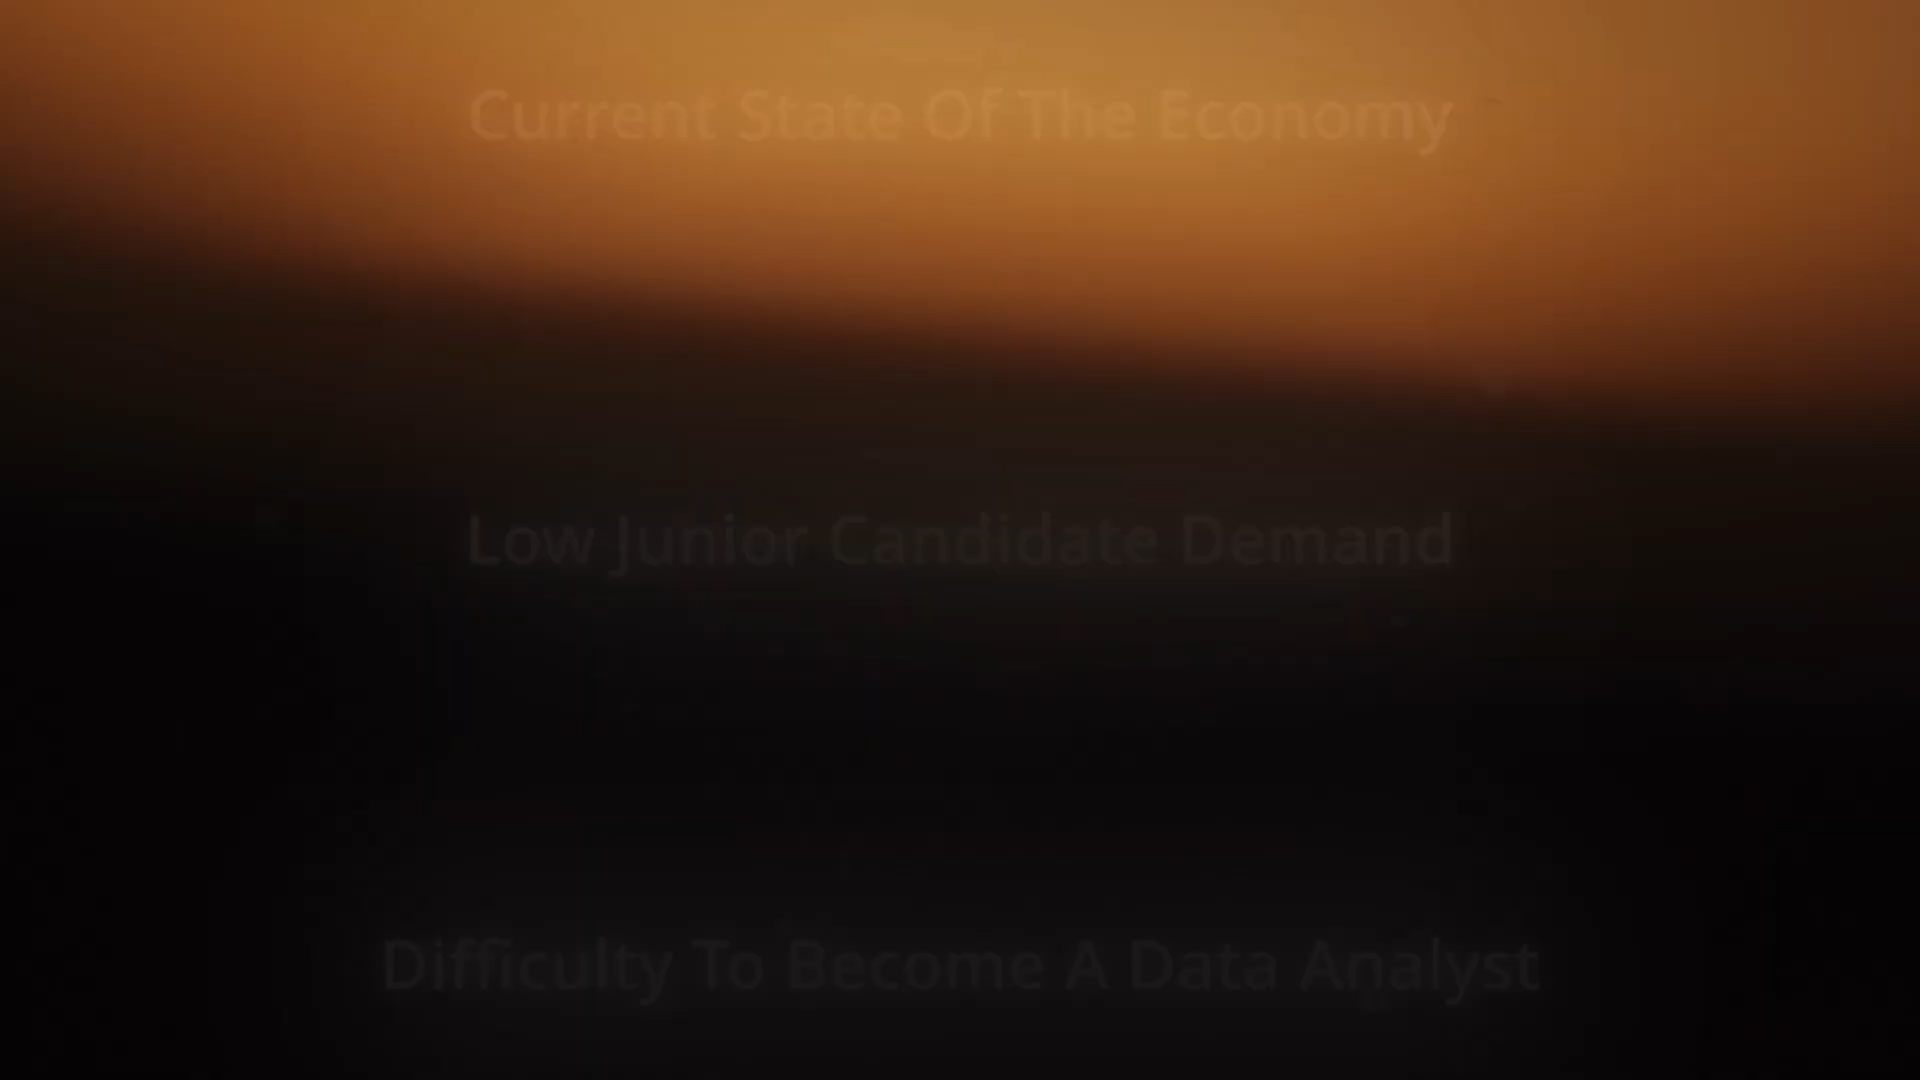 Current State Of The Economy
Low Junior Candidate Demand
Difficulty To Become A Data Analyst